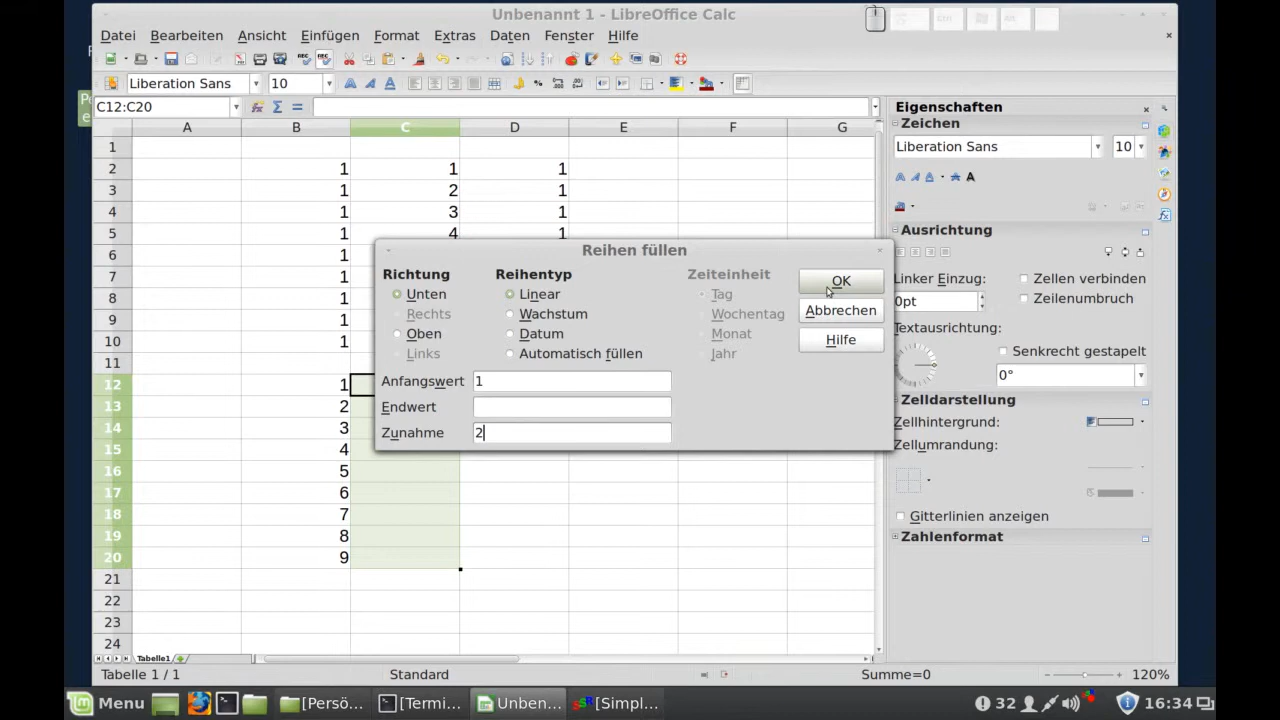 Unbenannt 1 - LibreOffice Calc
Datei Bearbeiten Ansicht Einfügen Format Extras Daten Fenster Hilfe
Liberation Sans 10
C12:C20
A B C D E F G
1
2 1 1 1
3 1 2 1
4 1 3 1
5 1 4 1
6 1
7 1
8 1
9 1
10 1
11
12 1
13 2
14 3
15 4
16 5
17 6
18 7
19 8
20 9
21
22
23
24
Reihen füllen
Richtung
Unten
Rechts
Oben
Links
Reihentyp
Linear
Wachstum
Datum
Automatisch füllen
Zeiteinheit
Tag
Wochentag
Monat
Jahr
OK
Abbrechen
Hilfe
Anfangswert 1
Endwert
Zunahme 2
Eigenschaften
Zeichen
Liberation Sans 10
Ausrichtung
Linker Einzug:
0pt
Zellen verbinden
Zeilenumbruch
Textausrichtung:
Senkrecht gestapelt
0°
Zelldarstellung
Zellhintergrund:
Zellumrandung:
Gitterlinien anzeigen
Zahlenformat
Tabelle1
Tabelle 1 / 1 Standard Summe=0 120%
Menu [Persö... [Termi... Unben... [Simpl... 32 16:34